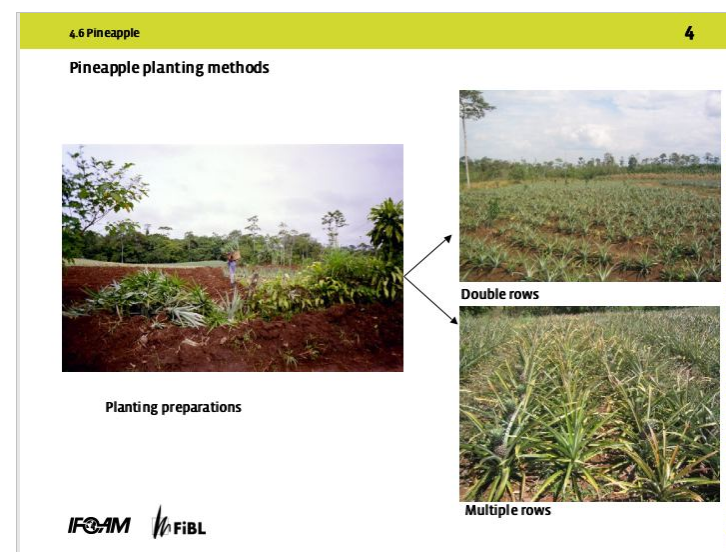 4.6 Pineapple
4
Pineapple planting methods
Double rows
Planting preparations
Multiple rows
IFOAM
FiBL